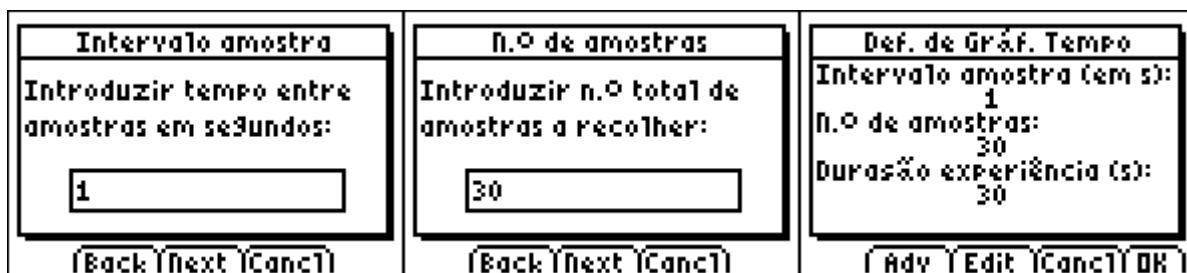 Intervalo amostra
Introduzir tempo entre
amostras em segundos:
1
Back Next Cancl
N.º de amostras
Introduzir n.º total de
amostras a recolher:
30
Back Next Cancl
Def. de Gráf. Tempo
Intervalo amostra (em s):
1
N.º de amostras:
30
Durasão experiência (s):
30
Adv Edit Cancl OK